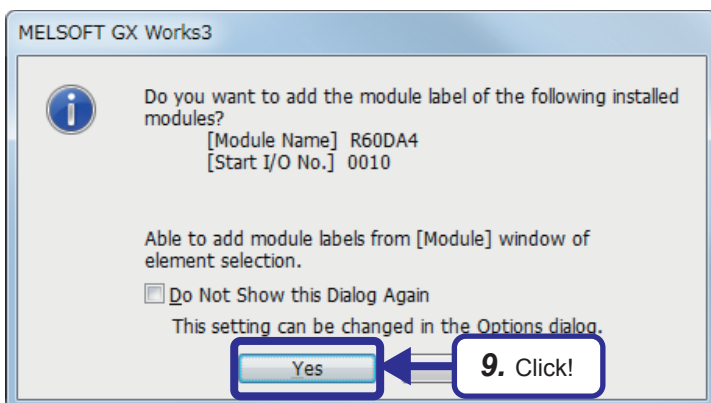 MELSOFT GX Works3
Do you want to add the module label of the following installed
modules?
[Module Name] R60DA4
[Start I/O No.] 0010
Able to add module labels from [Module] window of
element selection.
Do Not Show this Dialog Again
This setting can be changed in the Options dialog.
Yes
9. Click!